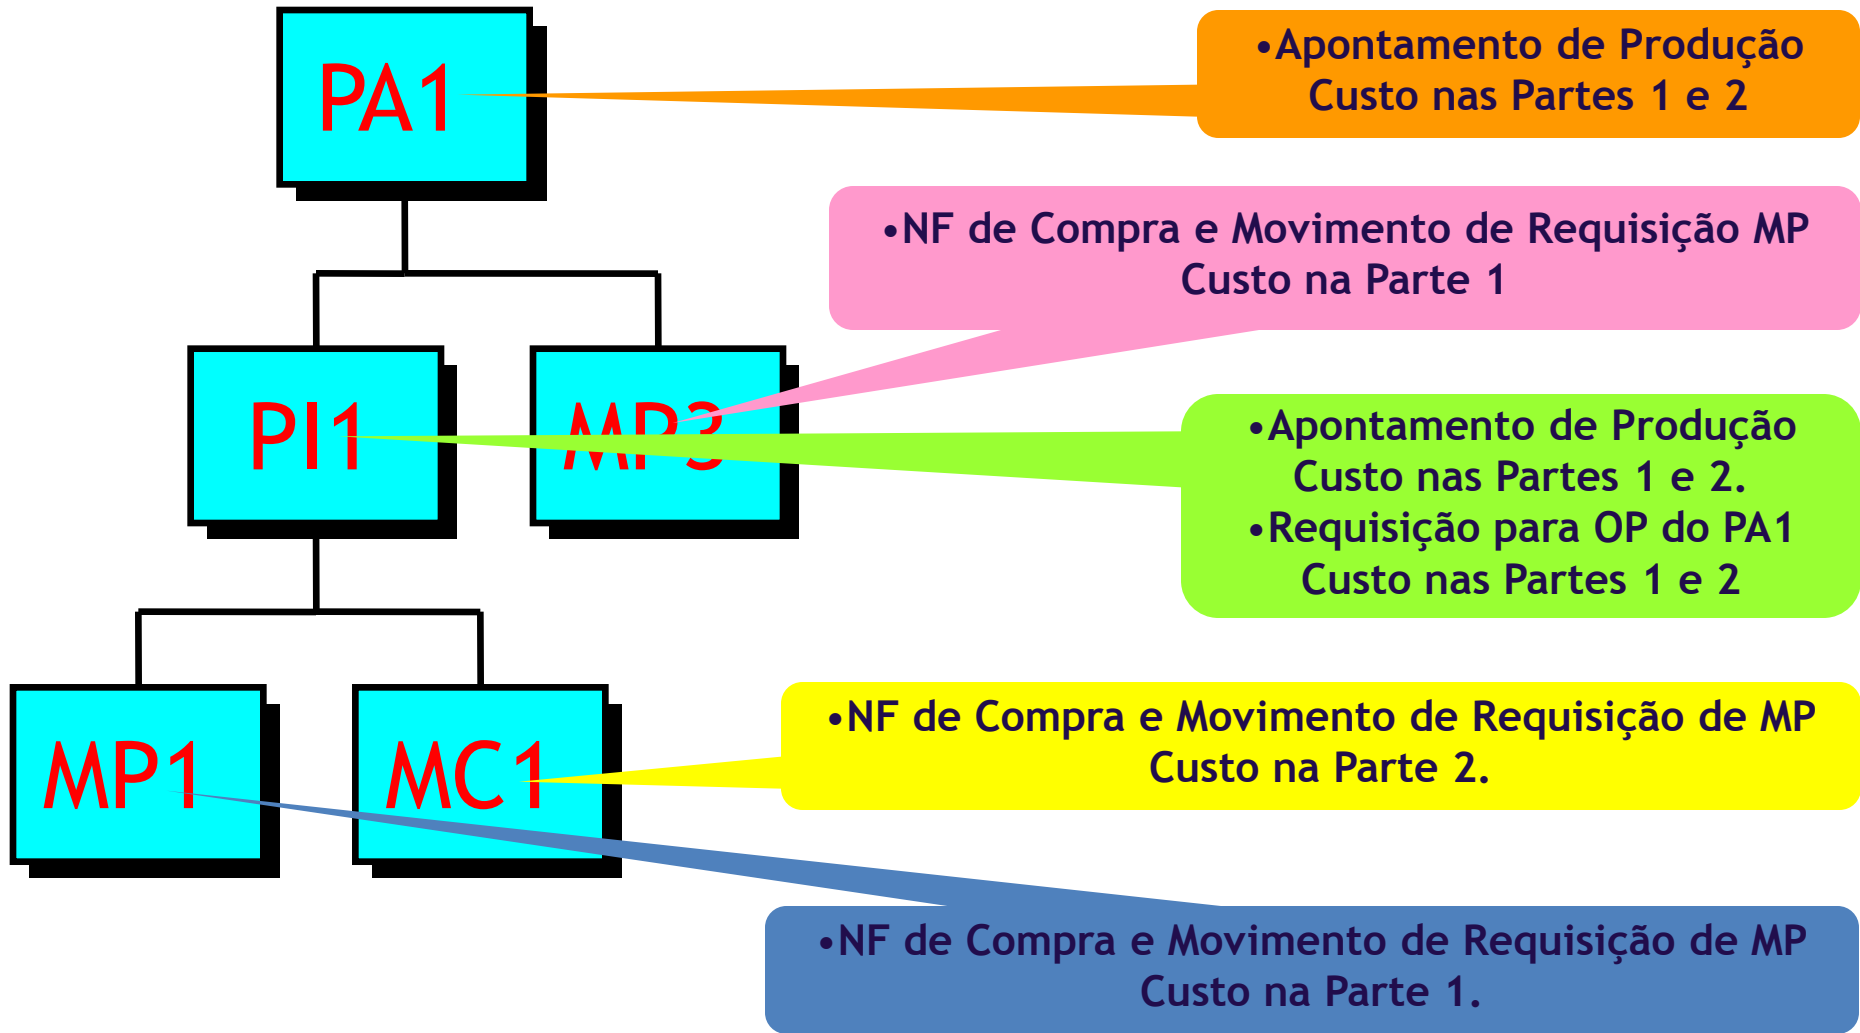 PA1
•Apontamento de Produção
Custo nas Partes 1 e 2
•NF de Compra e Movimento de Requisição MP
Custo na Parte 1
PI1
MP3
•Apontamento de Produção
Custo nas Partes 1 e 2.
•Requisição para OP do PA1
Custo nas Partes 1 e 2
MP1
MC1
•NF de Compra e Movimento de Requisição de MP
Custo na Parte 2.
•NF de Compra e Movimento de Requisição de MP
Custo na Parte 1.